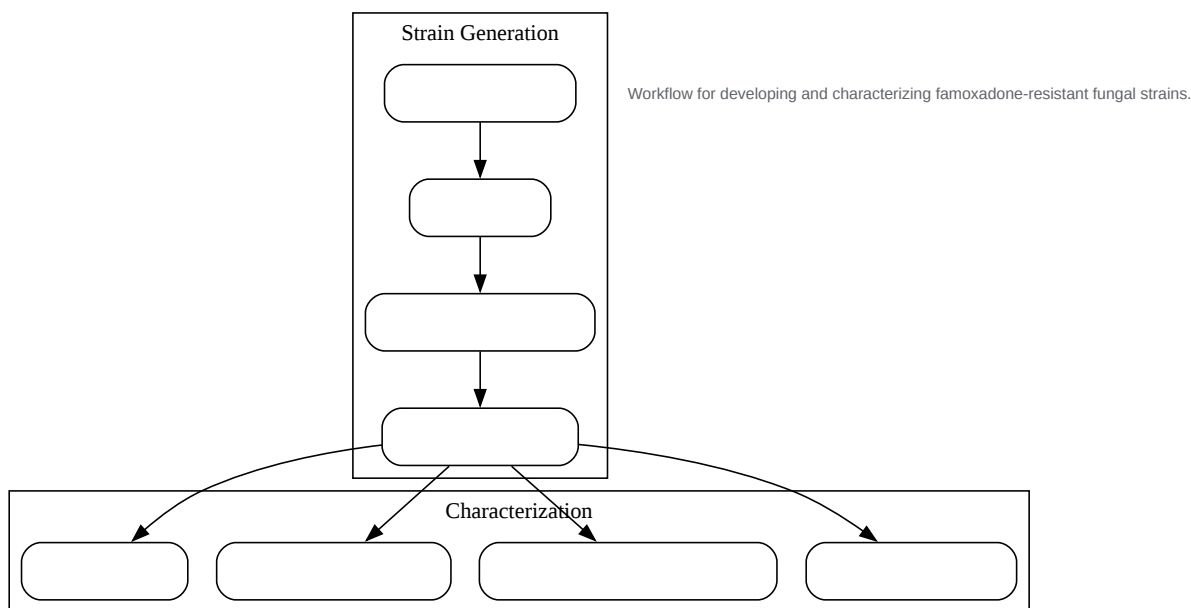 Strain Generation
Workflow for developing and characterizing famoxadone-resistant fungal strains.
Characterization